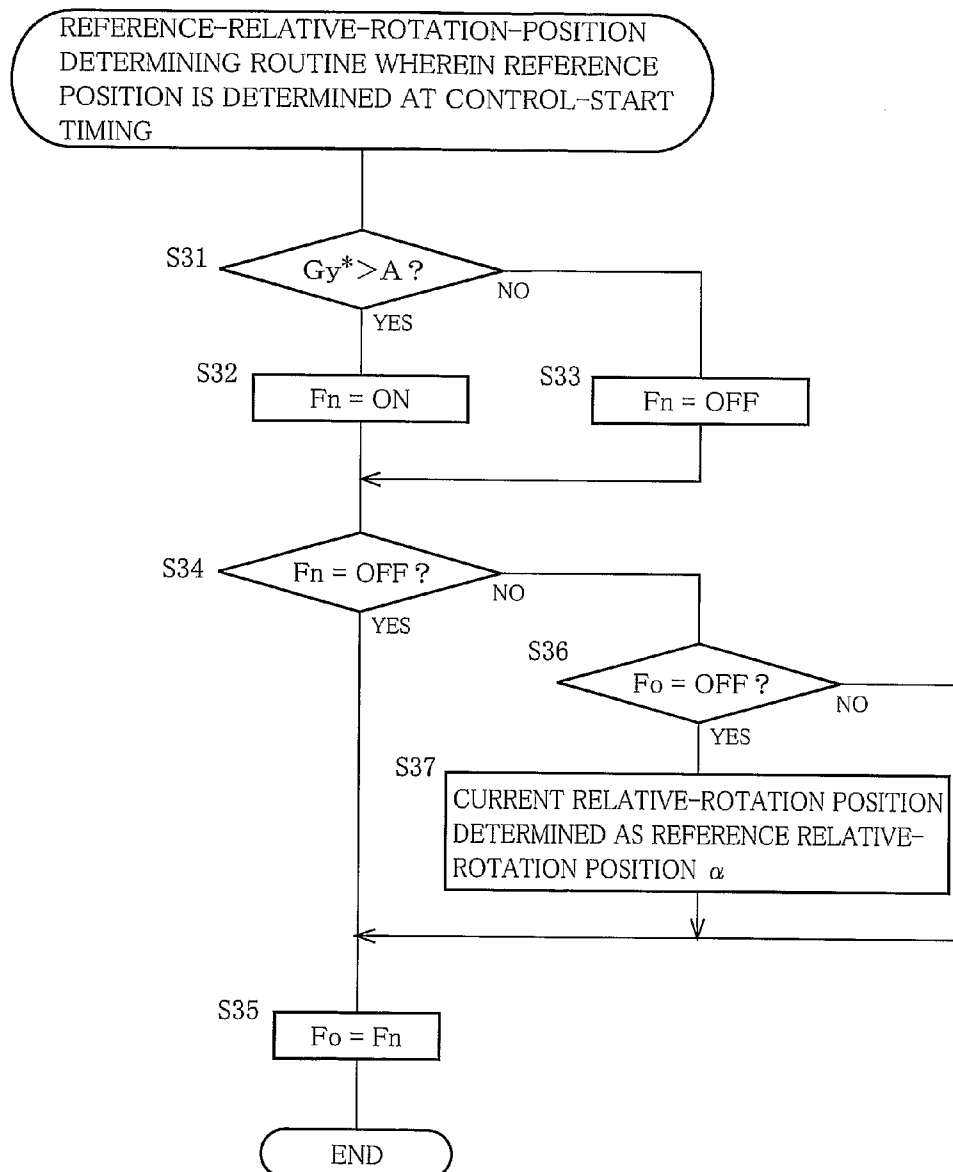 REFERENCE-RELATIVE-ROTATION-POSITION
DETERMINING ROUTINE WHEREIN REFERENCE
POSITION IS DETERMINED AT CONTROL-START
TIMING
S31
Gy*>A?
NO
YES
S32
Fn = ON
S33
Fn = OFF
S34
Fn = OFF?
NO
YES
S36
Fo = OFF?
NO
YES
S37
CURRENT RELATIVE-ROTATION POSITION
DETERMINED AS REFERENCE RELATIVE-
ROTATION POSITION α
S35
Fo = Fn
END